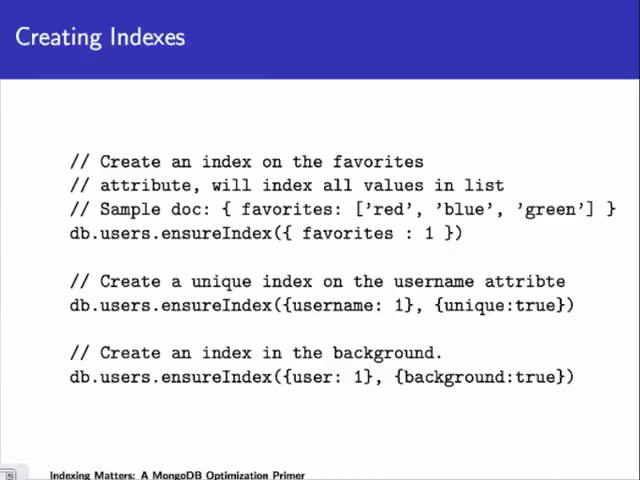 Creating Indexes
// Create an index on the favorites
// attribute, will index all values in list
// Sample doc: { favorites: [’red’, ’blue’, ’green’] }
db.users.ensureIndex({ favorites : 1 })
// Create a unique index on the username attribte
db.users.ensureIndex({username: 1}, {unique:true})
// Create an index in the background.
db.users.ensureIndex({user: 1}, {background:true})
Indexing Matters: A MongoDB Optimization Primer